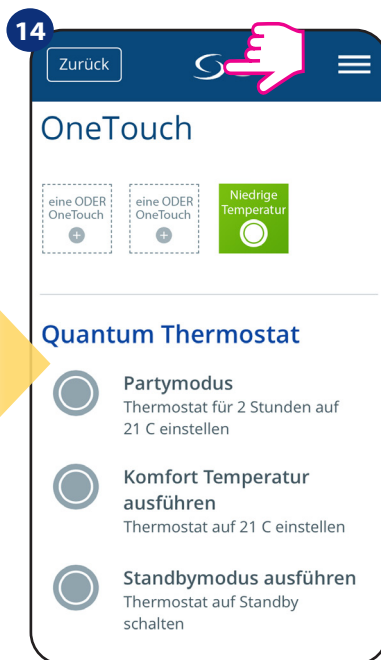 14
Zurück
OneTouch
eine ODER
OneTouch
eine ODER
OneTouch
Niedrige
Temperatur
Quantum Thermostat
Partymodus
Thermostat für 2 Stunden auf
21 C einstellen
Komfort Temperatur
ausführen
Thermostat auf 21 C einstellen
Standbymodus ausführen
Thermostat auf Standby
schalten